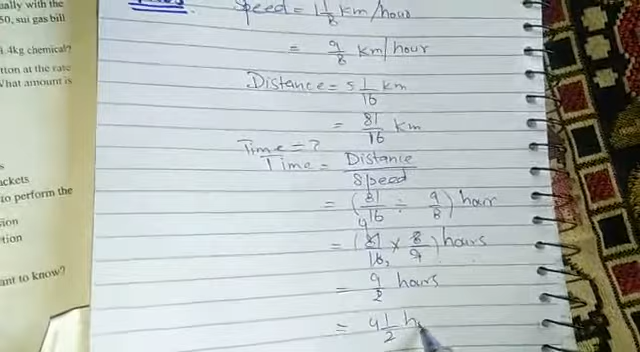 ually with the
50, sui gas bill
.4kg chemical?
tton at the rate
What amount is
s
ackets
to perform the
sion
etion
ant to know?
Speed = 1 1/8 km/hour
= 9/8 km/hour
Distance = 5 1/16 km
= 81/16 km
Time = ?
Time = Distance/Speed
= (81/16 ÷ 9/8) hour
= (81/16 × 8/9) hours
= 9/2 hours
= 4 1/2 h